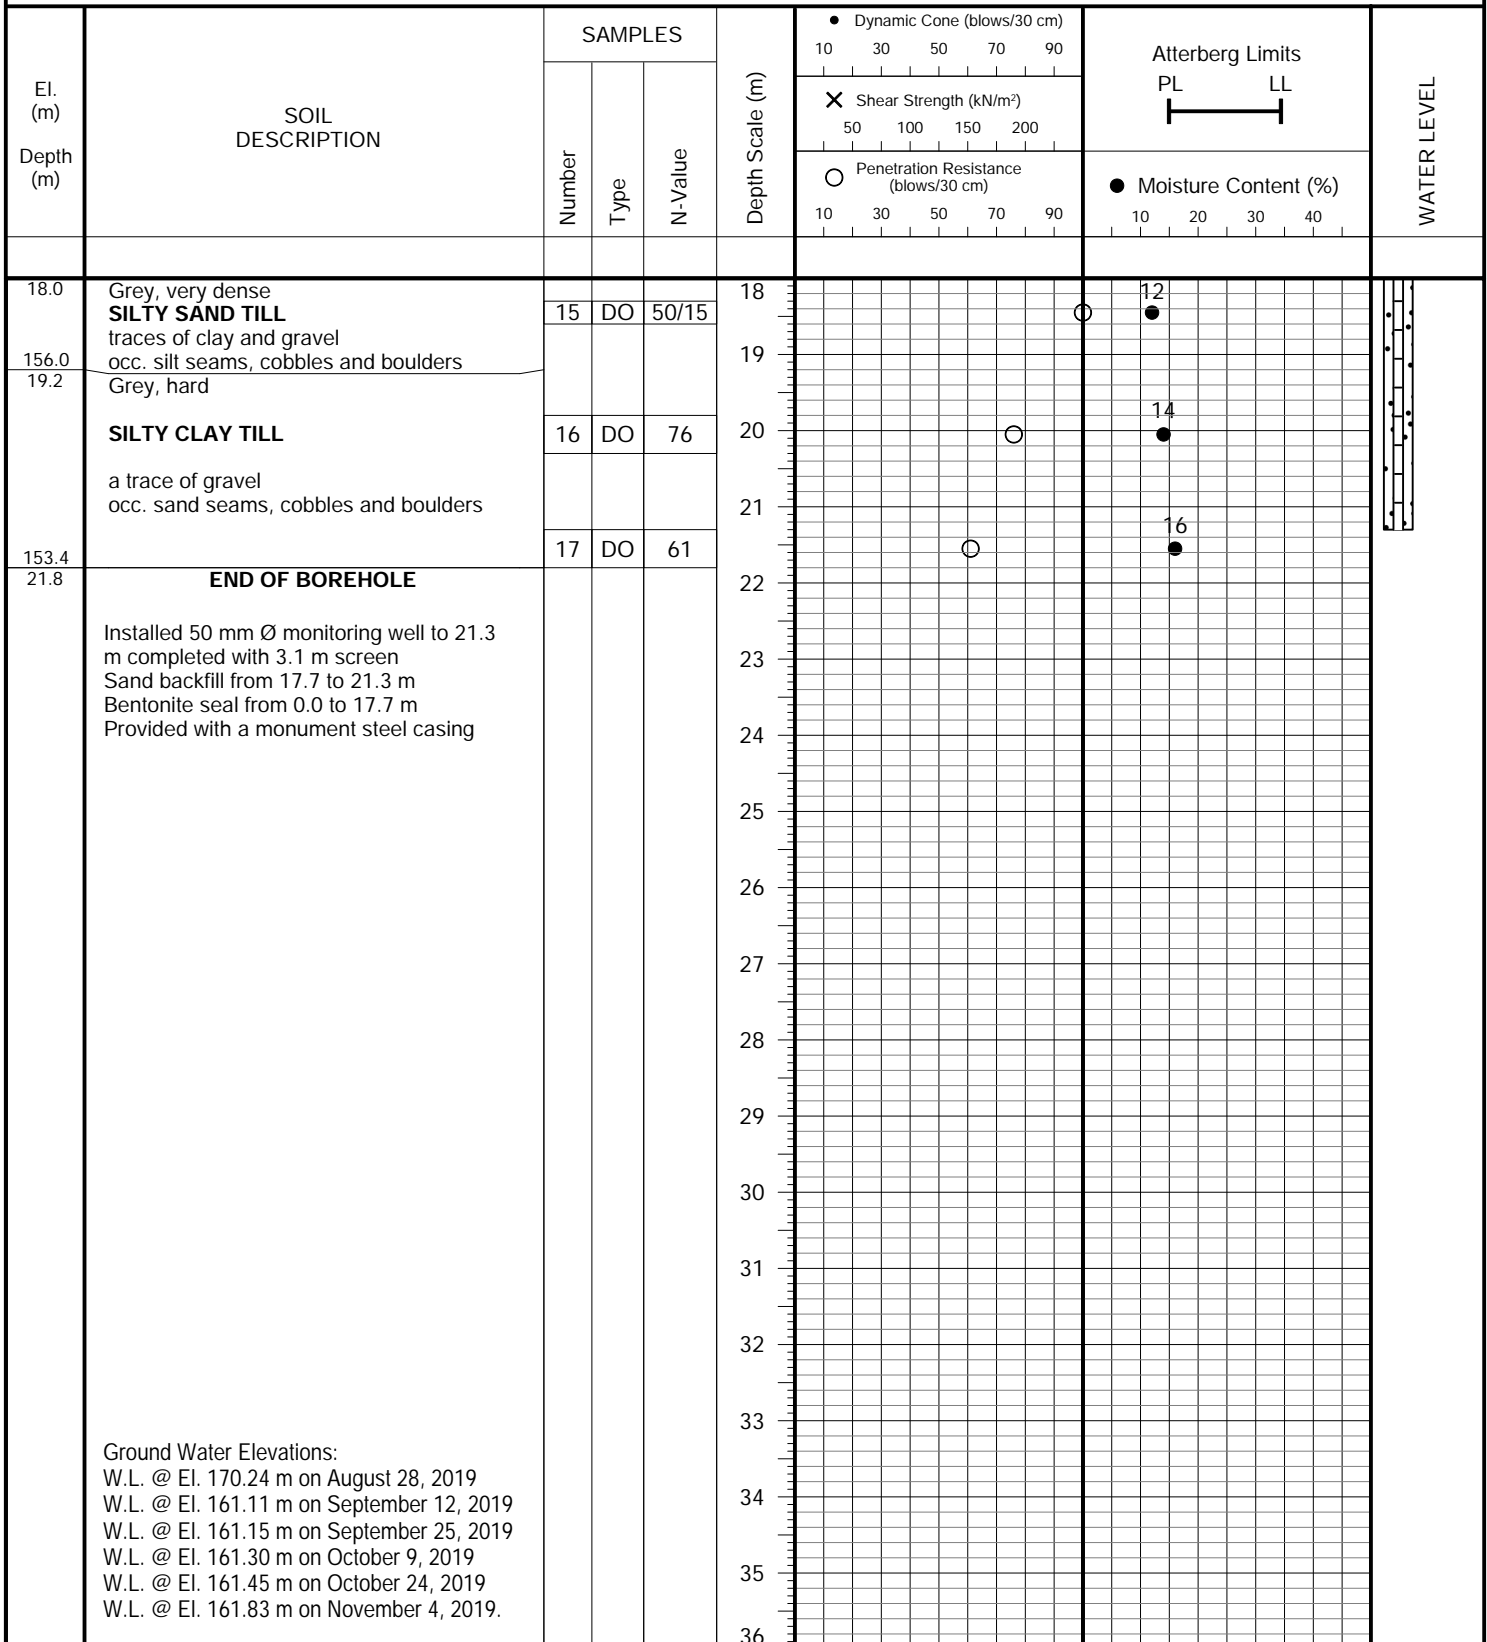 El.
(m)
Depth
(m)
SOIL
DESCRIPTION
SAMPLES
Number
Type
N-Value
Depth Scale (m)
Dynamic Cone (blows/30 cm)
10 30 50 70 90
Shear Strength (kN/m²)
50 100 150 200
Penetration Resistance
(blows/30 cm)
10 30 50 70 90
Atterberg Limits
PL LL
Moisture Content (%)
10 20 30 40
WATER LEVEL
18.0 Grey, very dense 18 12
SILTY SAND TILL 15 DO 50/15
traces of clay and gravel
156.0 occ. silt seams, cobbles and boulders 19
19.2 Grey, hard
14
SILTY CLAY TILL 16 DO 76 20
a trace of gravel
occ. sand seams, cobbles and boulders 21
16
153.4 17 DO 61
21.8 END OF BOREHOLE 22
Installed 50 mm Ø monitoring well to 21.3
m completed with 3.1 m screen 23
Sand backfill from 17.7 to 21.3 m
Bentonite seal from 0.0 to 17.7 m
Provided with a monument steel casing 24
25
26
27
28
29
30
31
32
33
Ground Water Elevations:
W.L. @ El. 170.24 m on August 28, 2019
W.L. @ El. 161.11 m on September 12, 2019 34
W.L. @ El. 161.15 m on September 25, 2019
W.L. @ El. 161.30 m on October 9, 2019 35
W.L. @ El. 161.45 m on October 24, 2019
W.L. @ El. 161.83 m on November 4, 2019.
36